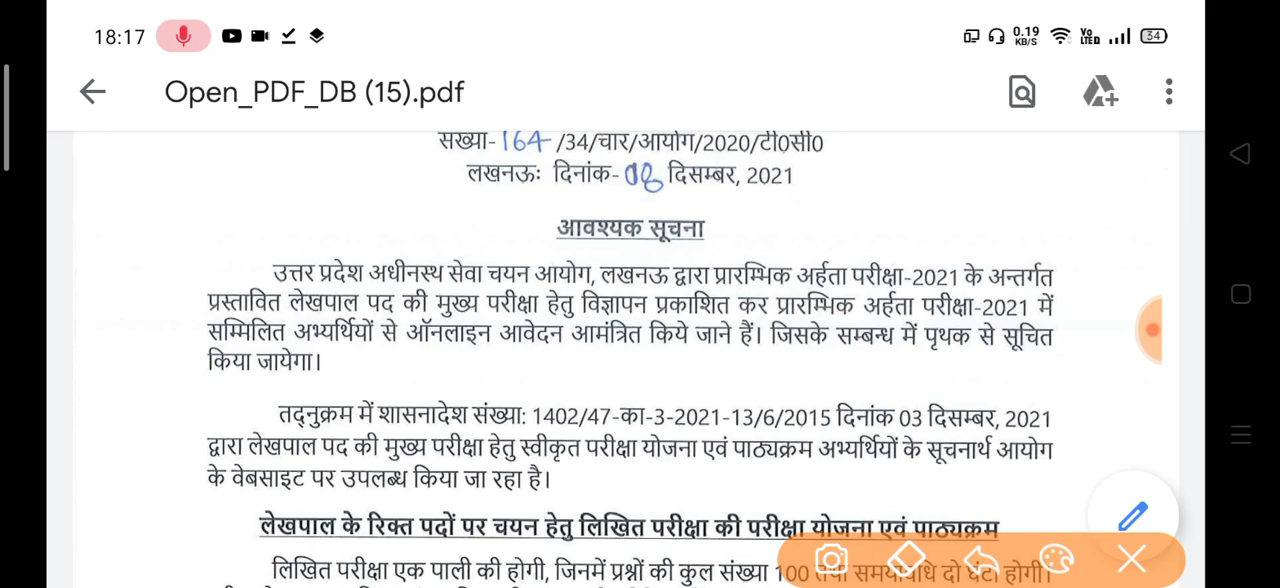 18:17
0.19
KB/S
Vo
LTED
34
Open_PDF_DB (15).pdf
संख्या- 164 /34/चार/आयोग/2020/टी0सी0
लखनऊः दिनांक- 08 दिसम्बर, 2021
आवश्यक सूचना
उत्तर प्रदेश अधीनस्थ सेवा चयन आयोग, लखनऊ द्वारा प्रारम्भिक अर्हता परीक्षा-2021 के अन्तर्गत
प्रस्तावित लेखपाल पद की मुख्य परीक्षा हेतु विज्ञापन प्रकाशित कर प्रारम्भिक अर्हता परीक्षा-2021 में
सम्मिलित अभ्यर्थियों से ऑनलाइन आवेदन आमंत्रित किये जाने हैं। जिसके सम्बन्ध में पृथक से सूचित
किया जायेगा।
तद्नुक्रम में शासनादेश संख्या: 1402/47-का-3-2021-13/6/2015 दिनांक 03 दिसम्बर, 2021
द्वारा लेखपाल पद की मुख्य परीक्षा हेतु स्वीकृत परीक्षा योजना एवं पाठ्यक्रम अभ्यर्थियों के सूचनार्थ आयोग
के वेबसाइट पर उपलब्ध किया जा रहा है।
लेखपाल के रिक्त पदों पर चयन हेतु लिखित परीक्षा की परीक्षा योजना एवं पाठ्यक्रम
लिखित परीक्षा एक पाली की होगी, जिनमें प्रश्नों की कुल संख्या 100 तथा समयावधि दो घंटा होगी।